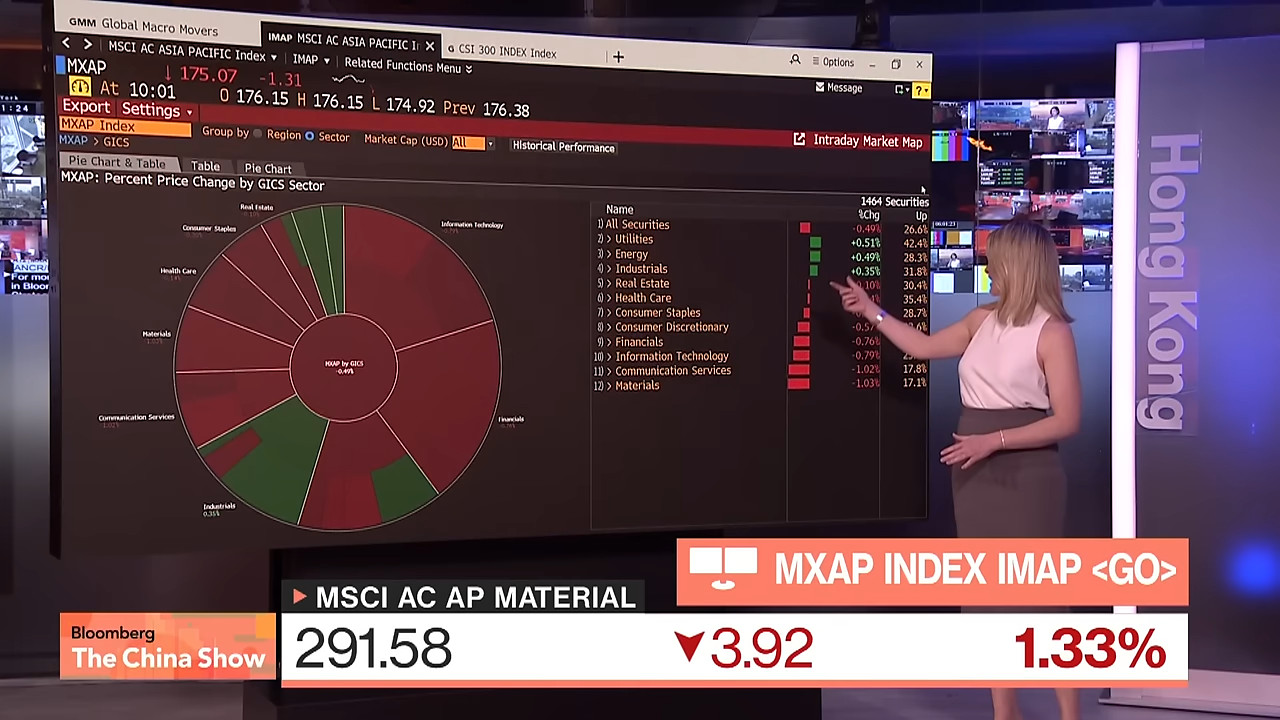 GMM Global Macro Movers
IMAP MSCI AC ASIA PACIFIC I
G CSI 300 INDEX Index
MSCI AC ASIA PACIFIC Index
IMAP
Related Functions Menu
Options
MXAP
175.07 -1.31
Message
At 10:01 O 176.15 H 176.15 L 174.92 Prev 176.38
Export Settings
Intraday Market Map
MXAP Index
Group by Region Sector Market Cap (USD) All Historical Performance
MXAP > GICS
Pie Chart & Table Table Pie Chart
MXAP: Percent Price Change by GICS Sector
1464 Securities
Name %Chg Up
1) All Securities -0.49% 26.6%
2) > Utilities +0.51% 42.4%
3) > Energy +0.49% 28.3%
4) > Industrials +0.35% 31.8%
5) > Real Estate 30.4%
6) > Health Care 35.4%
7) > Consumer Staples 28.7%
8) > Consumer Discretionary -0.57
9) > Financials -0.76%
10) > Information Technology -0.79%
11) > Communication Services -1.02% 17.8%
12) > Materials -1.03% 17.1%
Real Estate
Consumer Staples
Health Care
Materials
Communication Services
Industrials
0.35%
Information Technology
Financials
MXAP by GICS
-0.49%
Hong Kong
MXAP INDEX IMAP <GO>
MSCI AC AP MATERIAL
Bloomberg
The China Show
291.58 ▼3.92 1.33%